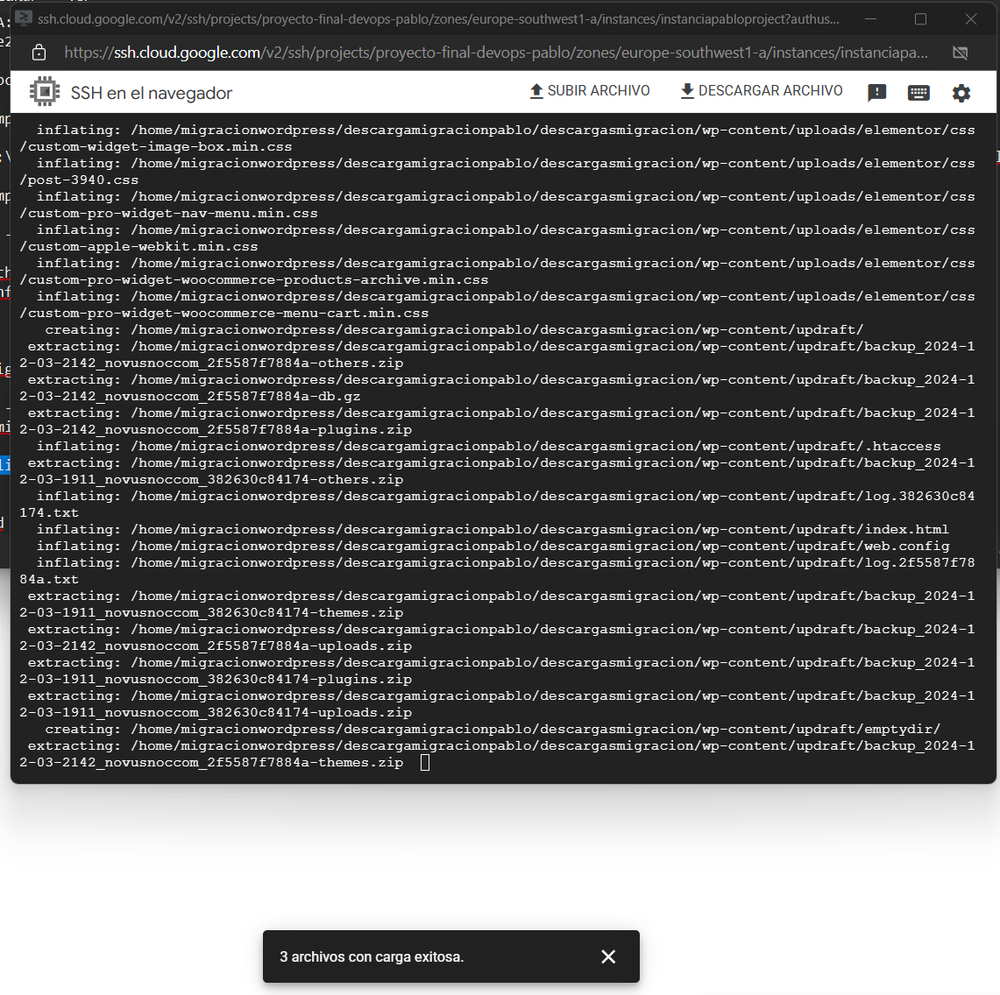 ssh.cloud.google.com/v2/ssh/projects/proyecto-final-devops-pablo/zones/europe-southwest1-a/instances/instanciapabloproject?authus...
https://ssh.cloud.google.com/v2/ssh/projects/proyecto-final-devops-pablo/zones/europe-southwest1-a/instances/instanciapa...
SSH en el navegador
SUBIR ARCHIVO
DESCARGAR ARCHIVO
inflating: /home/migracionwordpress/descargamigracionpablo/descargasmigracion/wp-content/uploads/elementor/css
/custom-widget-image-box.min.css
inflating: /home/migracionwordpress/descargamigracionpablo/descargasmigracion/wp-content/uploads/elementor/css
/post-3940.css
inflating: /home/migracionwordpress/descargamigracionpablo/descargasmigracion/wp-content/uploads/elementor/css
/custom-pro-widget-nav-menu.min.css
inflating: /home/migracionwordpress/descargamigracionpablo/descargasmigracion/wp-content/uploads/elementor/css
/custom-apple-webkit.min.css
inflating: /home/migracionwordpress/descargamigracionpablo/descargasmigracion/wp-content/uploads/elementor/css
/custom-pro-widget-woocommerce-products-archive.min.css
inflating: /home/migracionwordpress/descargamigracionpablo/descargasmigracion/wp-content/uploads/elementor/css
/custom-pro-widget-woocommerce-menu-cart.min.css
creating: /home/migracionwordpress/descargamigracionpablo/descargasmigracion/wp-content/updraft/
extracting: /home/migracionwordpress/descargamigracionpablo/descargasmigracion/wp-content/updraft/backup_2024-1
2-03-2142_novusnoccom_2f5587f7884a-others.zip
extracting: /home/migracionwordpress/descargamigracionpablo/descargasmigracion/wp-content/updraft/backup_2024-1
2-03-2142_novusnoccom_2f5587f7884a-db.gz
extracting: /home/migracionwordpress/descargamigracionpablo/descargasmigracion/wp-content/updraft/backup_2024-1
2-03-2142_novusnoccom_2f5587f7884a-plugins.zip
inflating: /home/migracionwordpress/descargamigracionpablo/descargasmigracion/wp-content/updraft/.htaccess
extracting: /home/migracionwordpress/descargamigracionpablo/descargasmigracion/wp-content/updraft/backup_2024-1
2-03-1911_novusnoccom_382630c84174-others.zip
inflating: /home/migracionwordpress/descargamigracionpablo/descargasmigracion/wp-content/updraft/log.382630c84
174.txt
inflating: /home/migracionwordpress/descargamigracionpablo/descargasmigracion/wp-content/updraft/index.html
inflating: /home/migracionwordpress/descargamigracionpablo/descargasmigracion/wp-content/updraft/web.config
inflating: /home/migracionwordpress/descargamigracionpablo/descargasmigracion/wp-content/updraft/log.2f5587f78
84a.txt
extracting: /home/migracionwordpress/descargamigracionpablo/descargasmigracion/wp-content/updraft/backup_2024-1
2-03-1911_novusnoccom_382630c84174-themes.zip
extracting: /home/migracionwordpress/descargamigracionpablo/descargasmigracion/wp-content/updraft/backup_2024-1
2-03-2142_novusnoccom_2f5587f7884a-uploads.zip
extracting: /home/migracionwordpress/descargamigracionpablo/descargasmigracion/wp-content/updraft/backup_2024-1
2-03-1911_novusnoccom_382630c84174-plugins.zip
extracting: /home/migracionwordpress/descargamigracionpablo/descargasmigracion/wp-content/updraft/backup_2024-1
2-03-1911_novusnoccom_382630c84174-uploads.zip
creating: /home/migracionwordpress/descargamigracionpablo/descargasmigracion/wp-content/updraft/emptydir/
extracting: /home/migracionwordpress/descargamigracionpablo/descargasmigracion/wp-content/updraft/backup_2024-1
2-03-2142_novusnoccom_2f5587f7884a-themes.zip
3 archivos con carga exitosa.